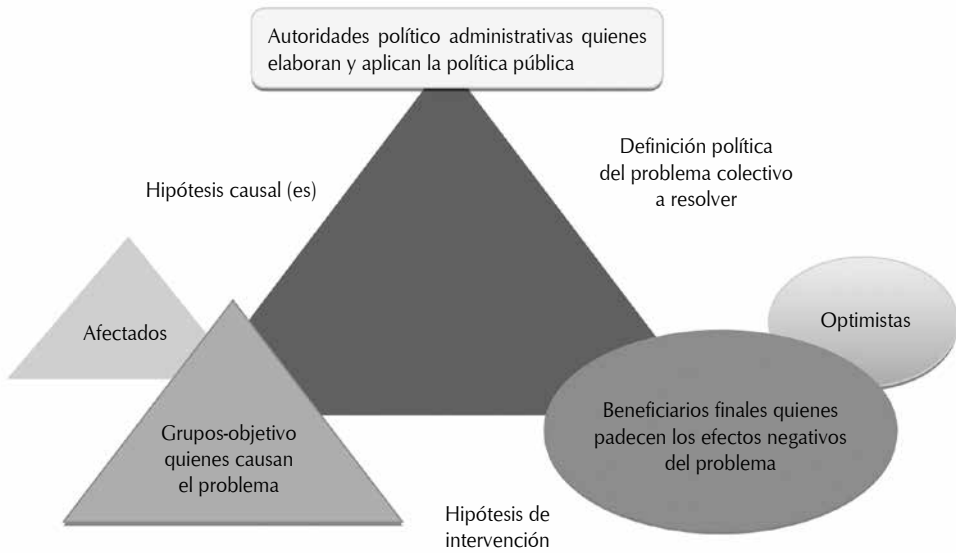 Autoridades político administrativas quienes
elaboran y aplican la política pública
Definición política
del problema colectivo
a resolver
Hipótesis causal (es)
Afectados
Optimistas
Grupos-objetivo
quienes causan
el problema
Beneficiarios finales quienes
padecen los efectos negativos
del problema
Hipótesis de
intervención